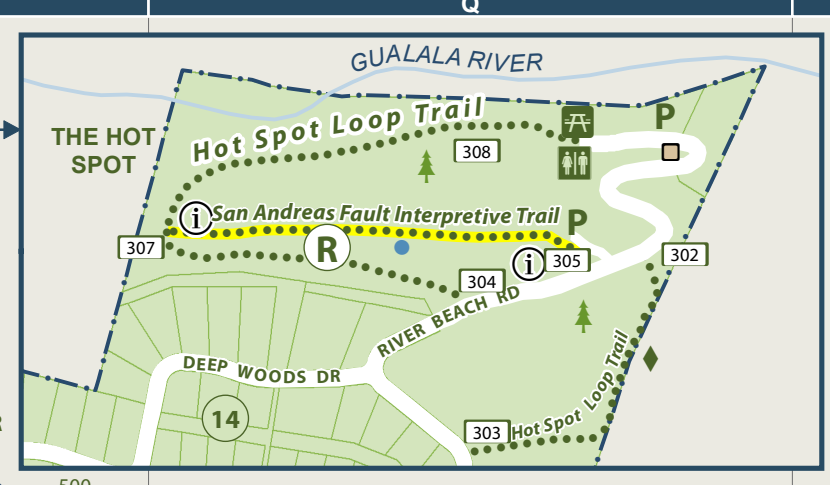 Q
GUALALA RIVER
THE HOT
SPOT
Hot Spot Loop Trail
P
308
San Andreas Fault Interpretive Trail
P
i
307
R
i
305
302
304
RIVER BEACH RD
DEEP WOODS DR
14
Hot Spot Loop Trail
303
500